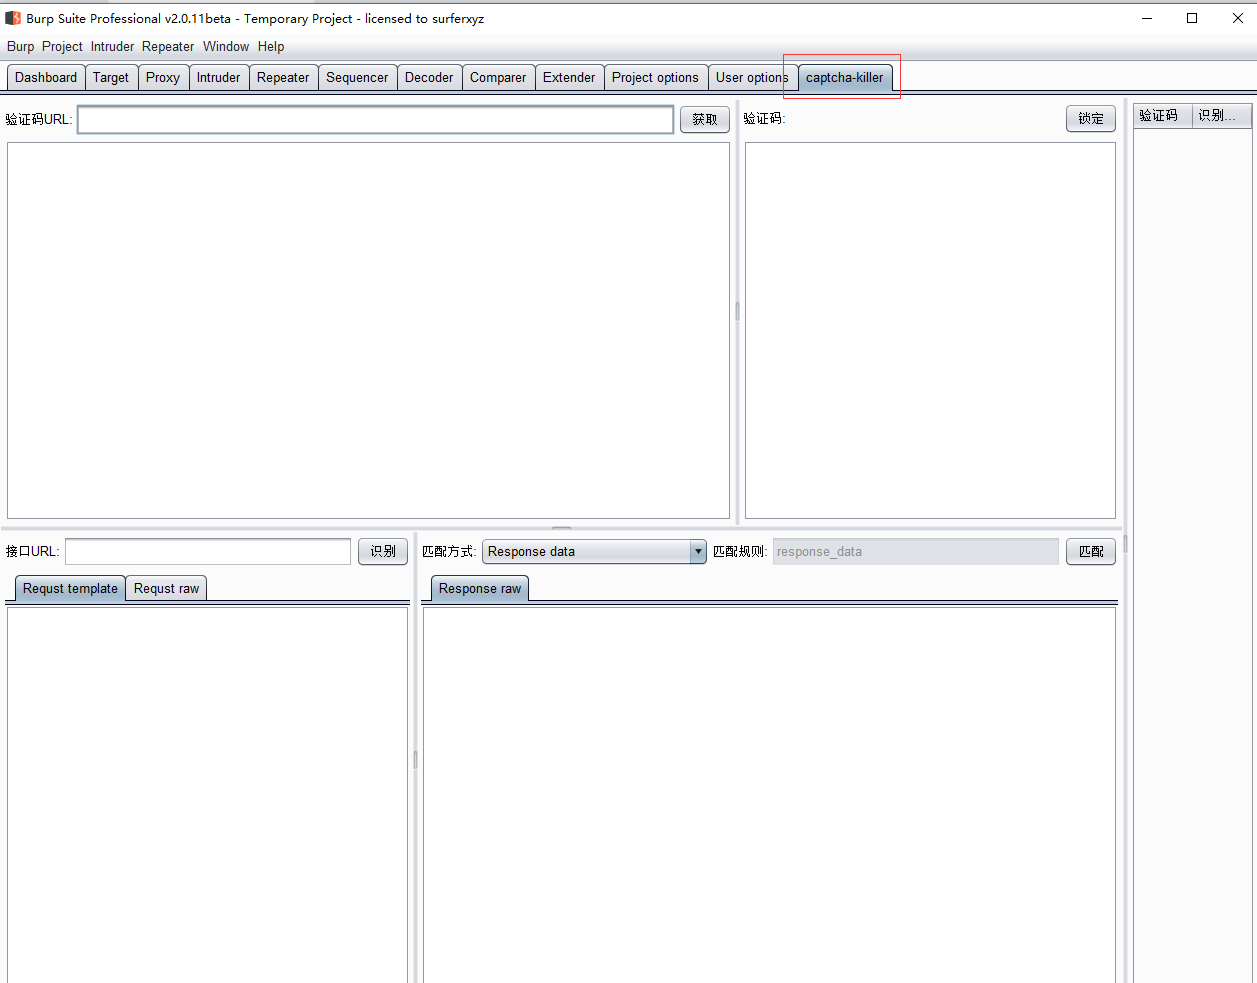 Burp Suite Professional v2.0.11beta - Temporary Project - licensed to surferxyz
Burp Project Intruder Repeater Window Help
Dashboard Target Proxy Intruder Repeater Sequencer Decoder Comparer Extender Project options User options captcha-killer
验证码URL: 获取 验证码: 锁定 验证码 识别...
接口URL: 识别 匹配方式: Response data 匹配规则: response_data 匹配
Requst template Requst raw Response raw